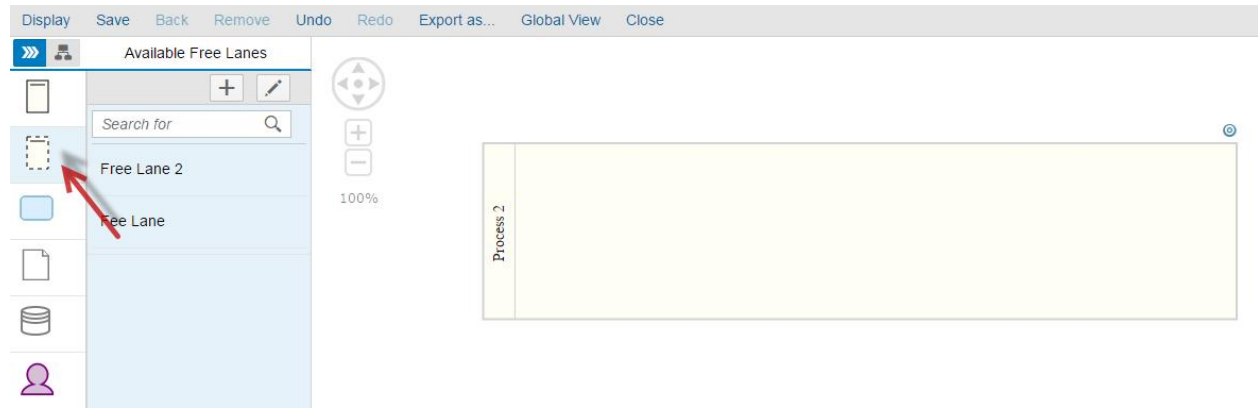 Display Save Back Remove Undo Redo Export as... Global View Close
Available Free Lanes
Search for
Free Lane 2
Fee Lane
100%
Process 2